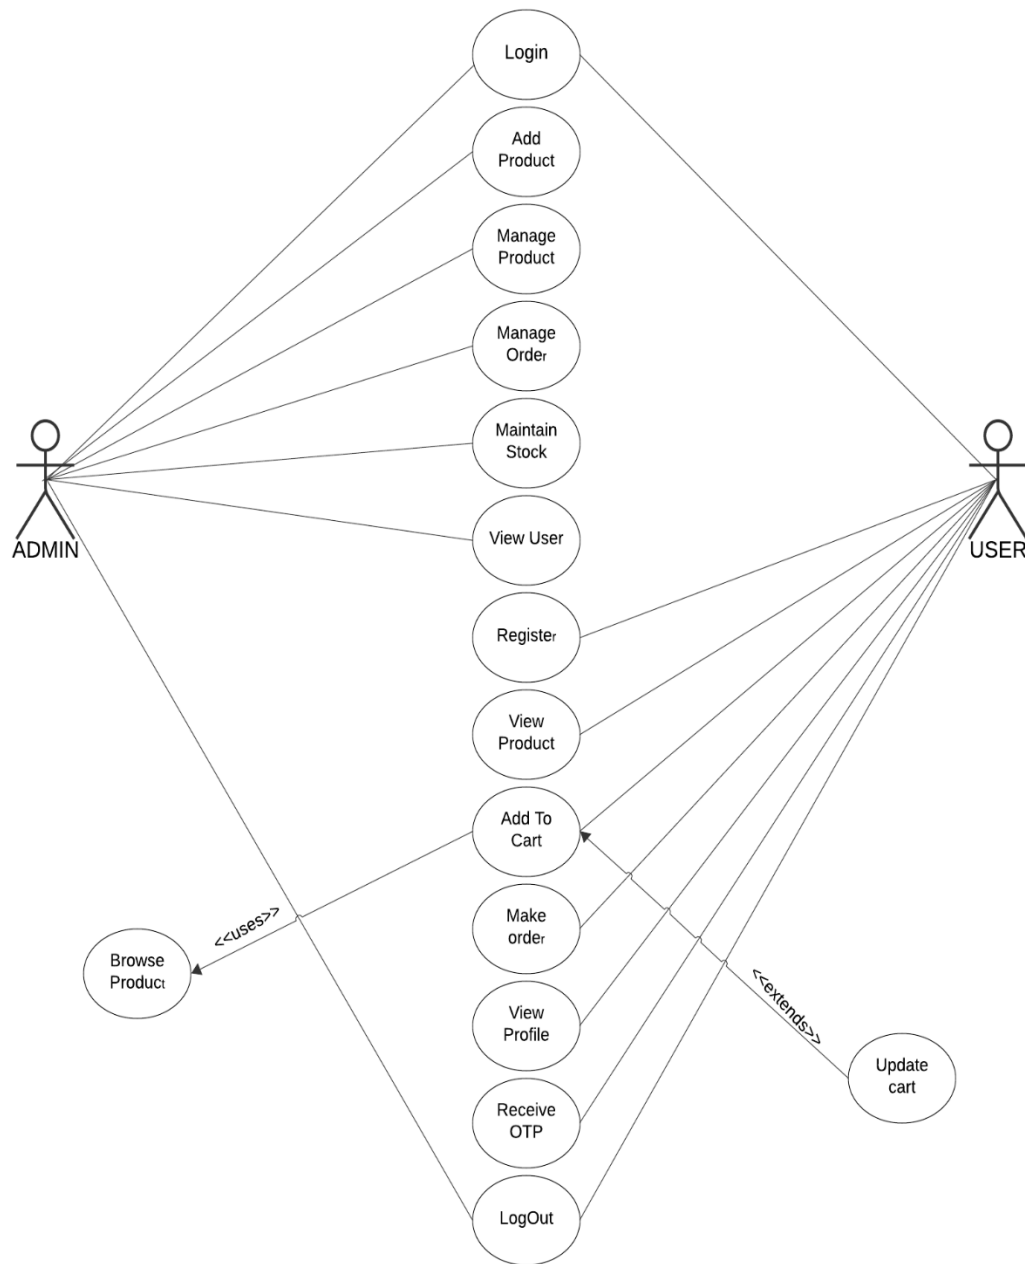 Login
Add
Product
Manage
Product
Manage
Order
Maintain
Stock
ADMIN
USER
View User
Register
View
Product
Add To
Cart
<<uses>>
Make
order
Browse
Product
<<extends>>
View
Profile
Update
cart
Receive
OTP
LogOut